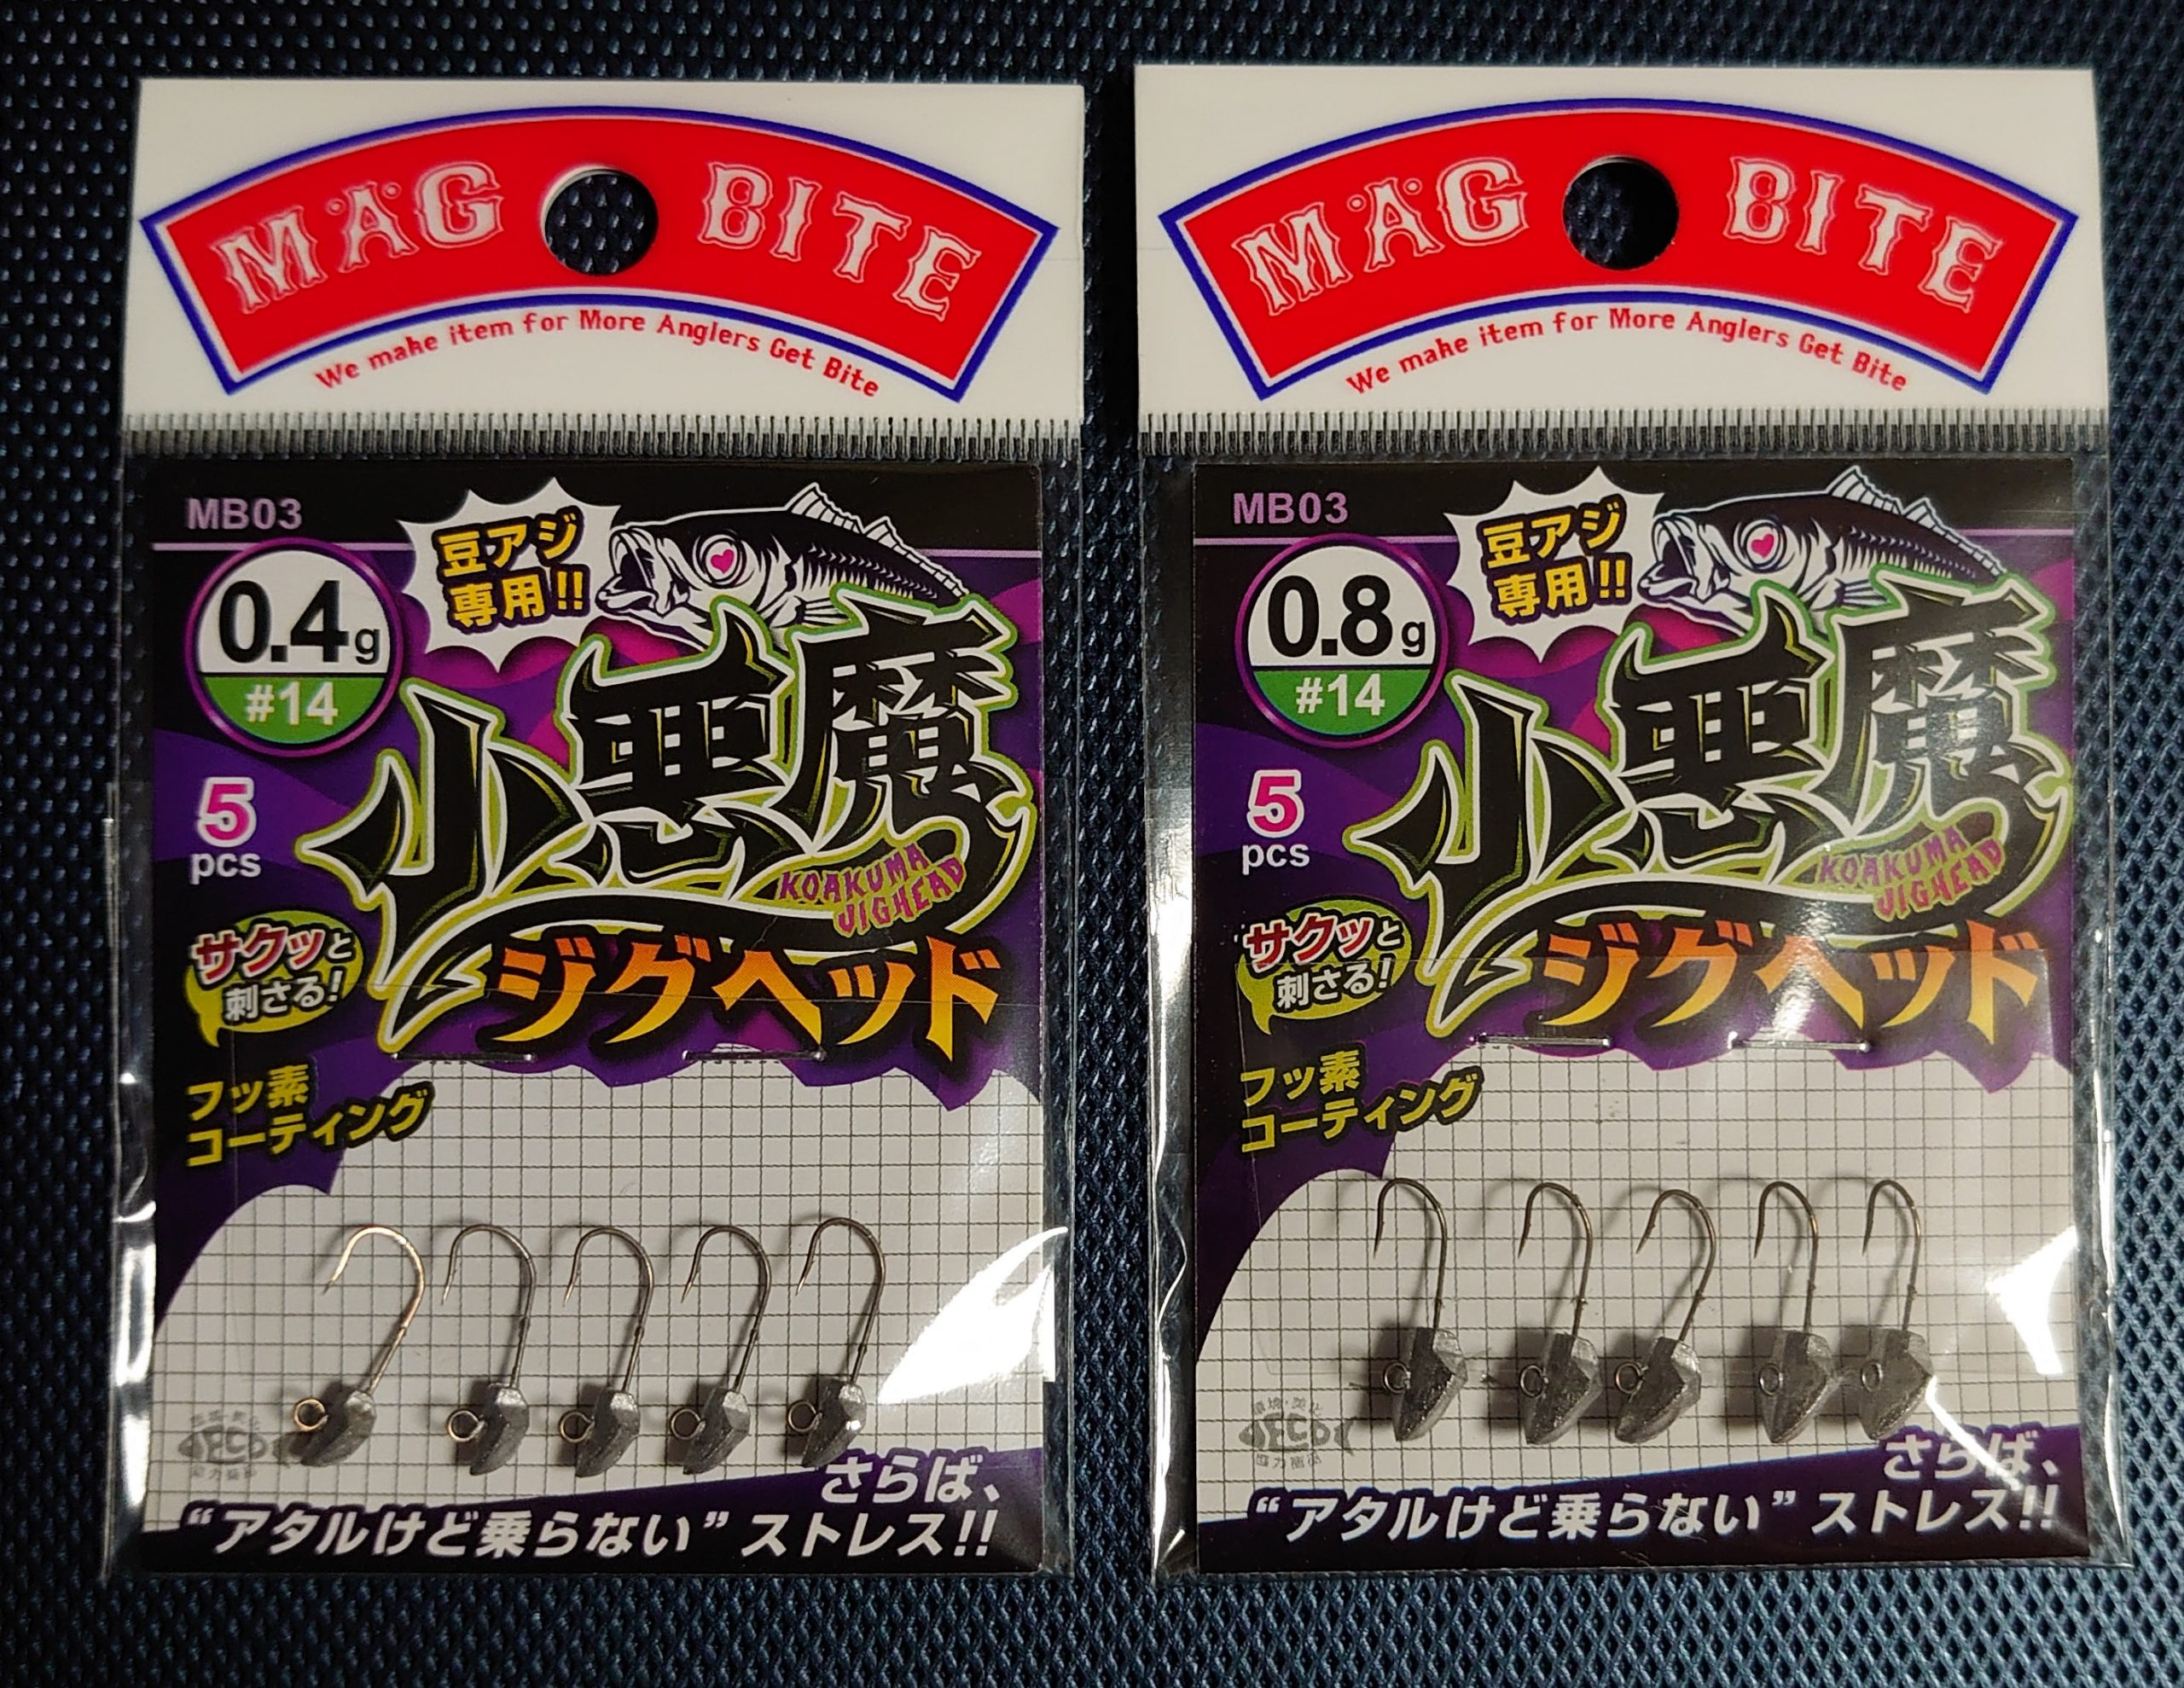 MAG BITE
We make item for More Anglers Get Bite
MB03
0.4g
#14
豆アジ
専用!!
5
pcs
小悪魔
KOAKUMA
JIGHEAD
ジグヘッド
サクッと
刺さる!
フッ素
コーティング
さらば、
“アタルけど乗らない”ストレス!!
MAG BITE
We make item for More Anglers Get Bite
MB03
0.8g
#14
豆アジ
専用!!
5
pcs
小悪魔
KOAKUMA
JIGHEAD
ジグヘッド
サクッと
刺さる!
フッ素
コーティング
ECO
さらば、
“アタルけど乗らない”ストレス!!